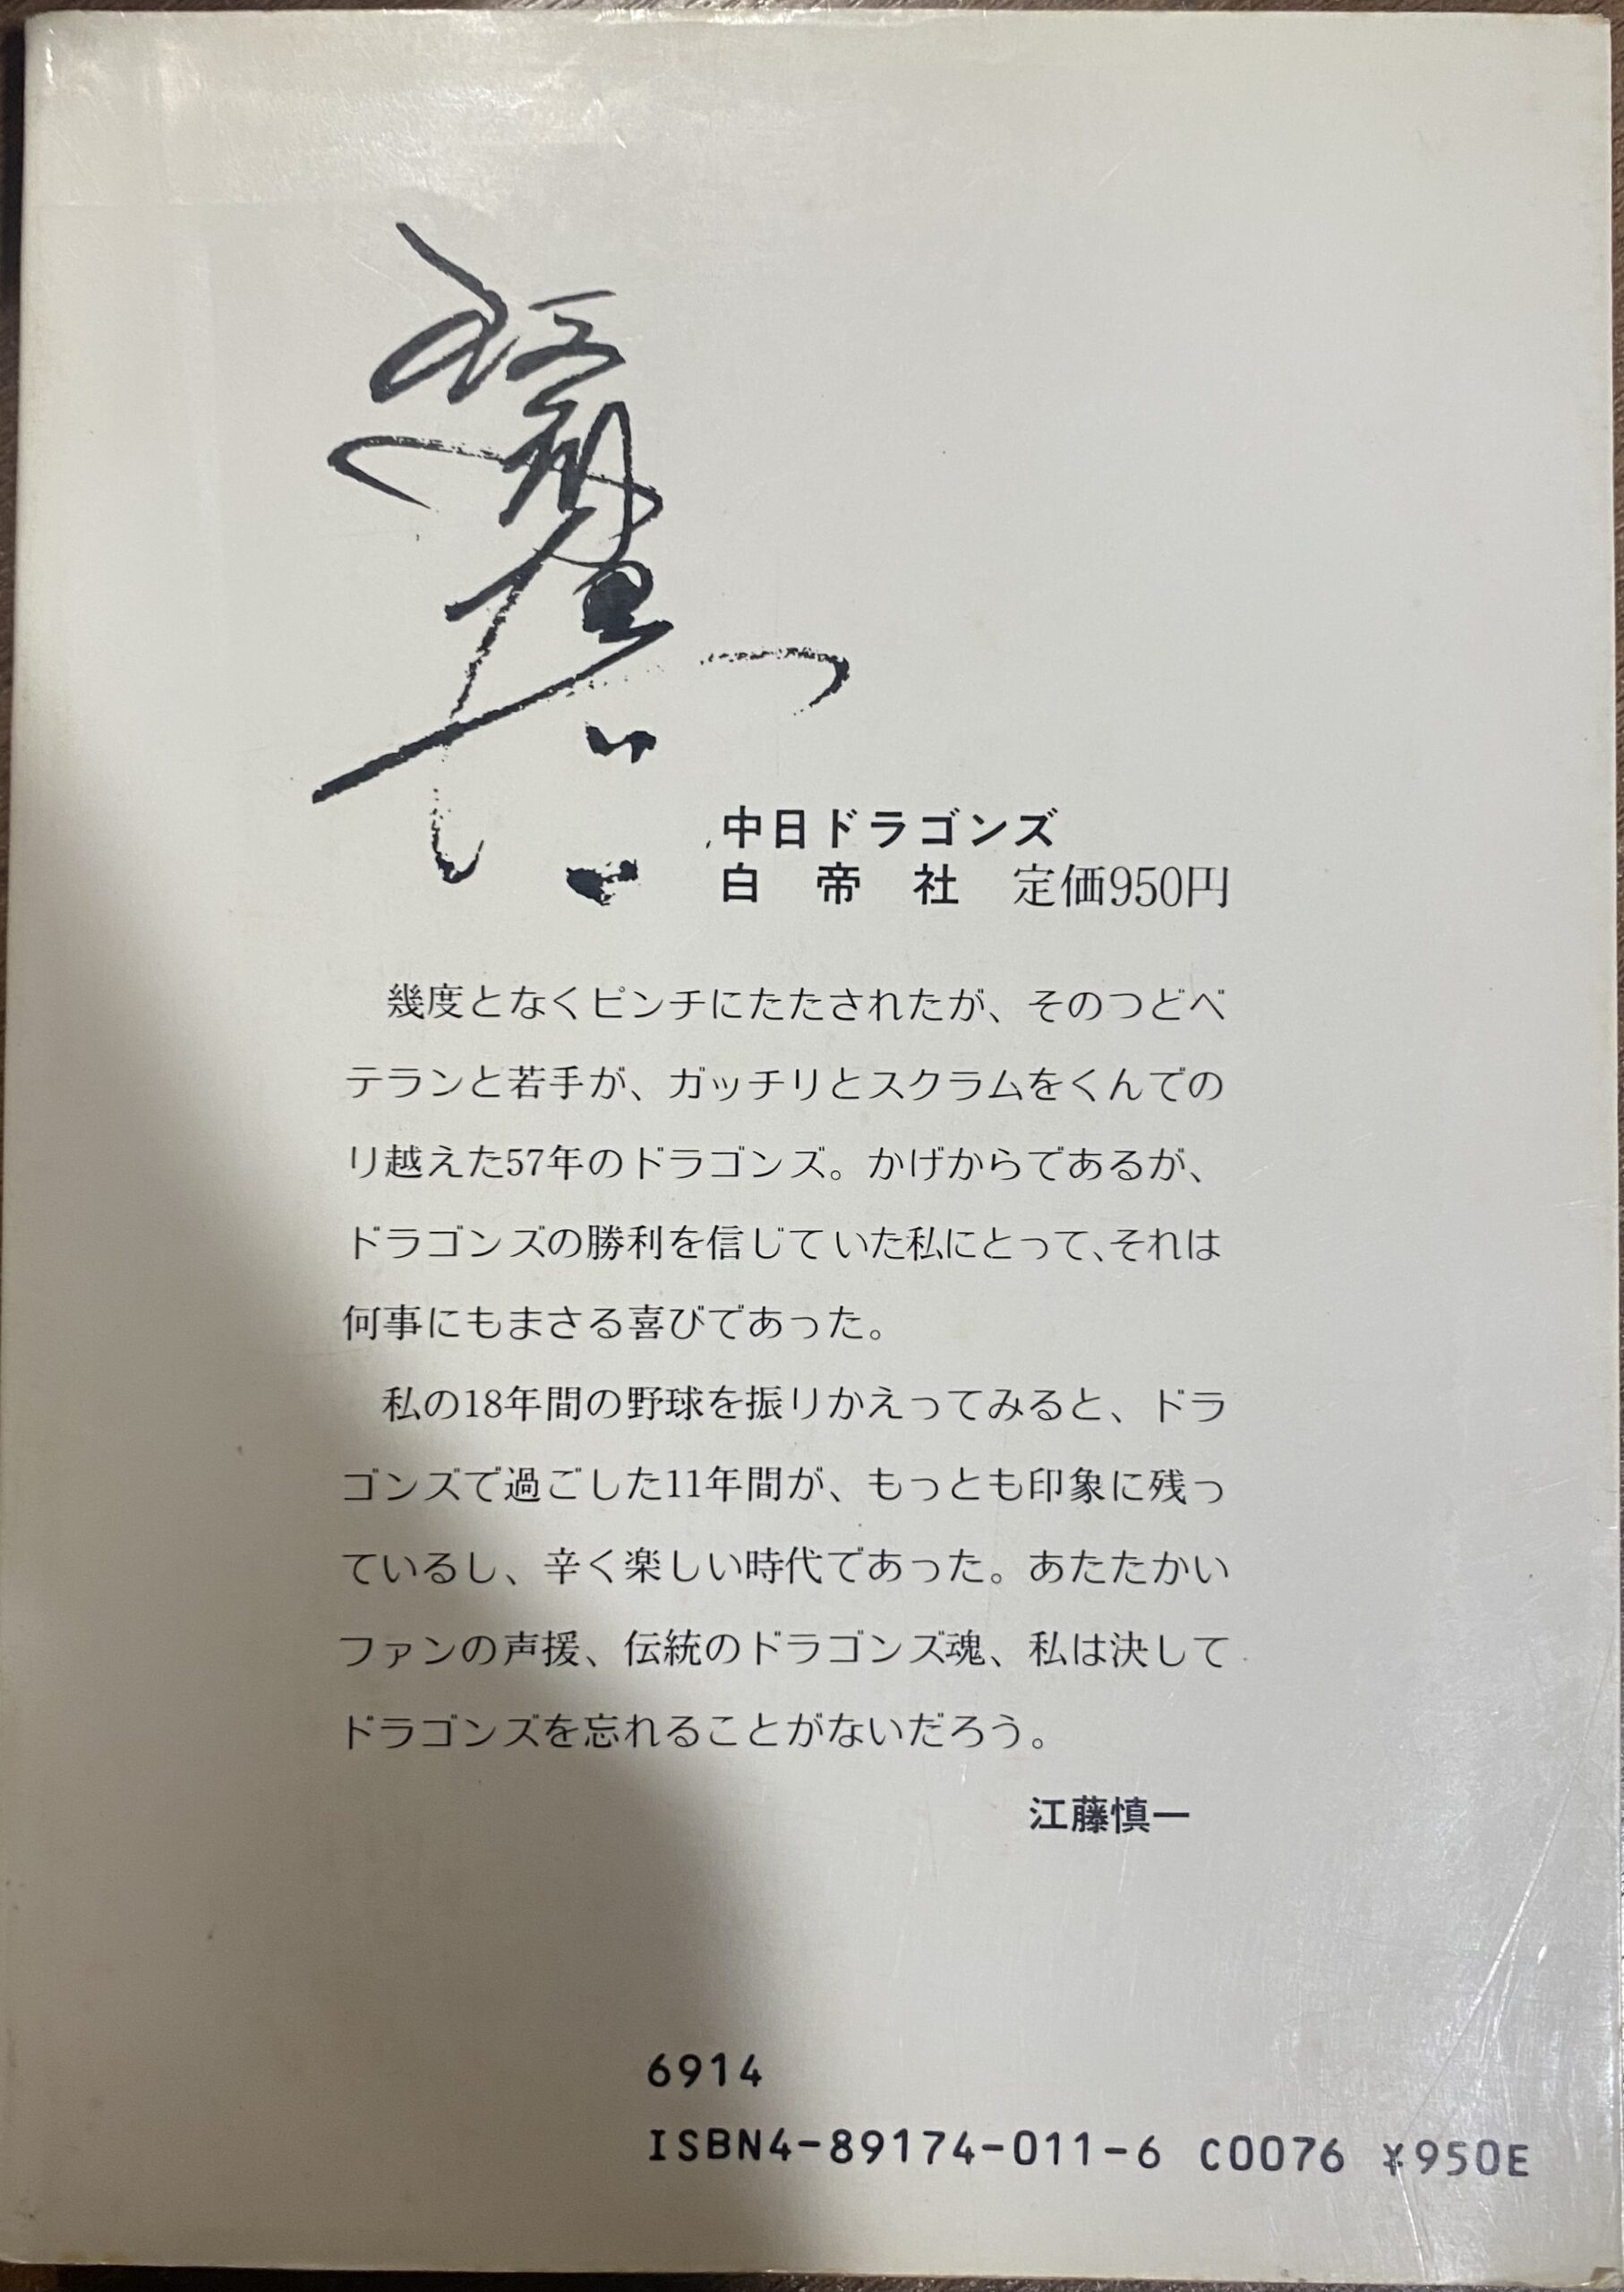 中日ドラゴンズ
白帝社 定価950円
幾度となくピンチにたたされたが、そのつどベ
テランと若手が、ガッチリとスクラムをくんでの
り越えた57年のドラゴンズ。かげからであるが、
ドラゴンズの勝利を信じていた私にとって、それは
何事にもまさる喜びであった。
私の18年間の野球を振りかえってみると、ドラ
ゴンズで過ごした11年間が、もっとも印象に残っ
ているし、辛く楽しい時代であった。あたたかい
ファンの声援、伝統のドラゴンズ魂、私は決して
ドラゴンズを忘れることがないだろう。
江藤慎一
6914
ISBN4-89174-011-6 C0076 ¥950E